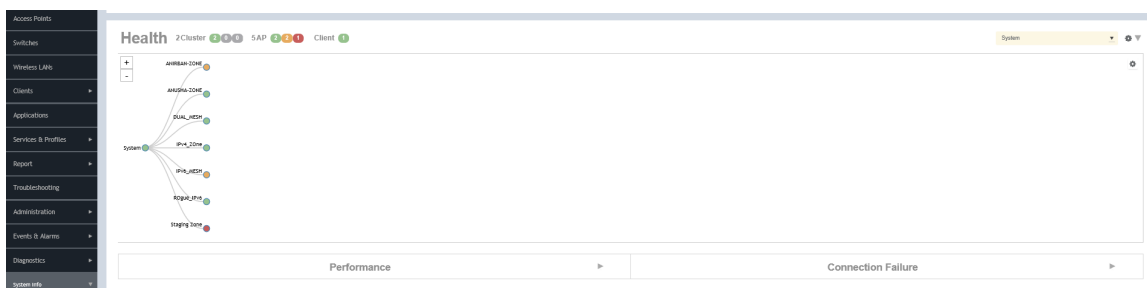 Access Points
Switches
Wireless LANs
Clients
Applications
Services & Profiles
Report
Troubleshooting
Administration
Events & Alarms
Diagnostics
System Info
Health 2Cluster 2 0 0 5AP 2 2 1 Client 1
System
+
-
ANIRBAN-ZONE
ANUSHA-ZONE
DUAL_MESH
IPv4_ZOne
System
IPv6_MESH
ROgue_IPv6
Staging Zone
Performance
Connection Failure